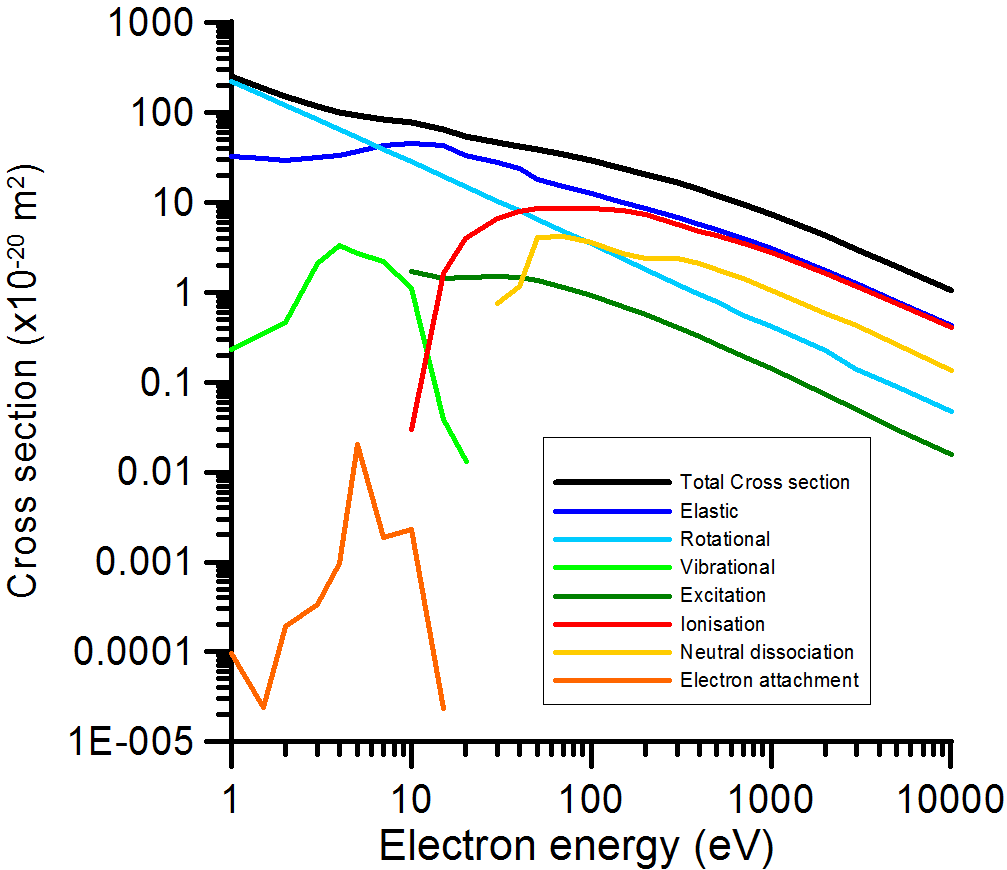 1000
100
10
1
0.1
0.01
0.001
0.0001
1E-005
Cross section (x10-20 m2)
Total Cross section
Elastic
Rotational
Vibrational
Excitation
Ionisation
Neutral dissociation
Electron attachment
1 10 100 1000 10000
Electron energy (eV)